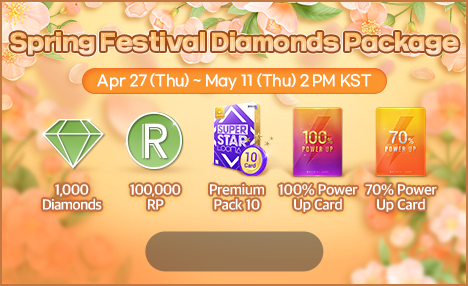 Spring Festival Diamonds Package
Apr 27 (Thu) ~ May 11 (Thu) 2 PM KST
R
SUPER
STAR
10
Card
100%
POWER UP
70%
POWER UP
1,000
Diamonds
100,000
RP
Premium
Pack 10
100% Power
Up Card
70% Power
Up Card